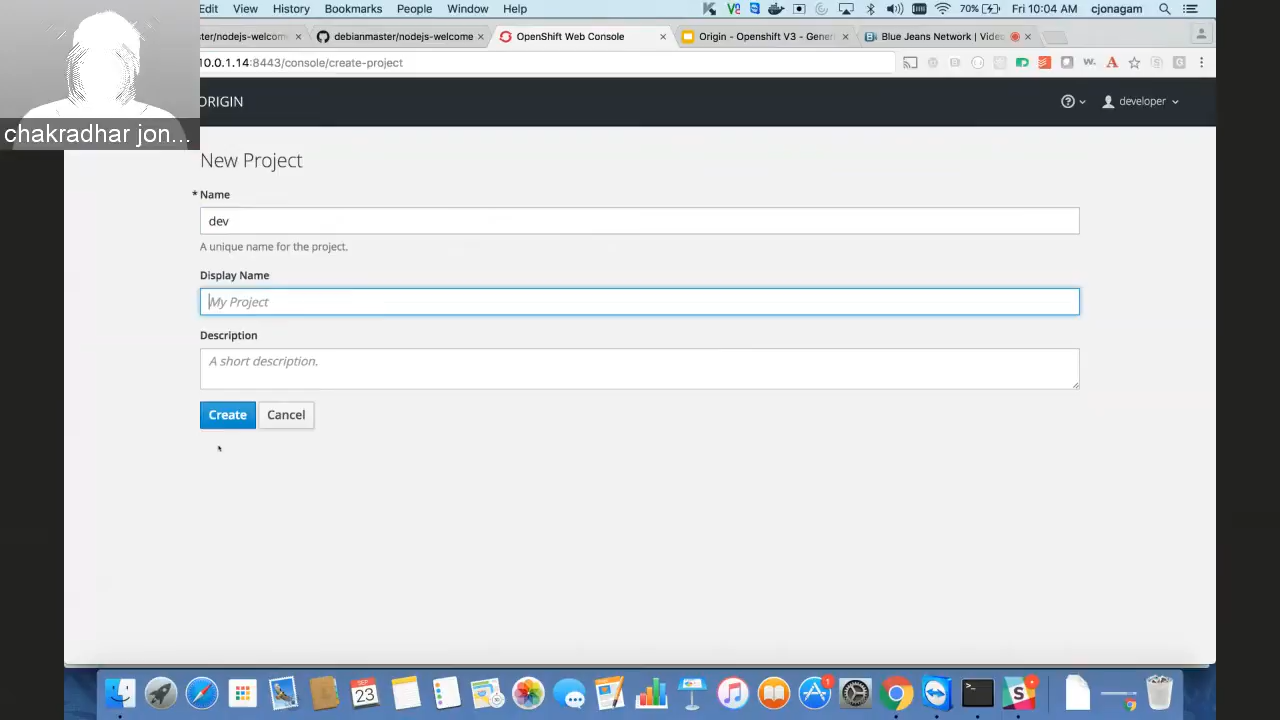 Edit View History Bookmarks People Window Help 70% Fri 10:04 AM cjonagam
ter/nodejs-welcome debianmaster/nodejs-welcome OpenShift Web Console Origin - Openshift V3 - Gener Blue Jeans Network | Vide
10.0.1.14:8443/console/create-project
ORIGIN developer
chakradhar jon...
New Project
* Name
dev
A unique name for the project.
Display Name
My Project
Description
A short description.
Create Cancel
SEP
23
1